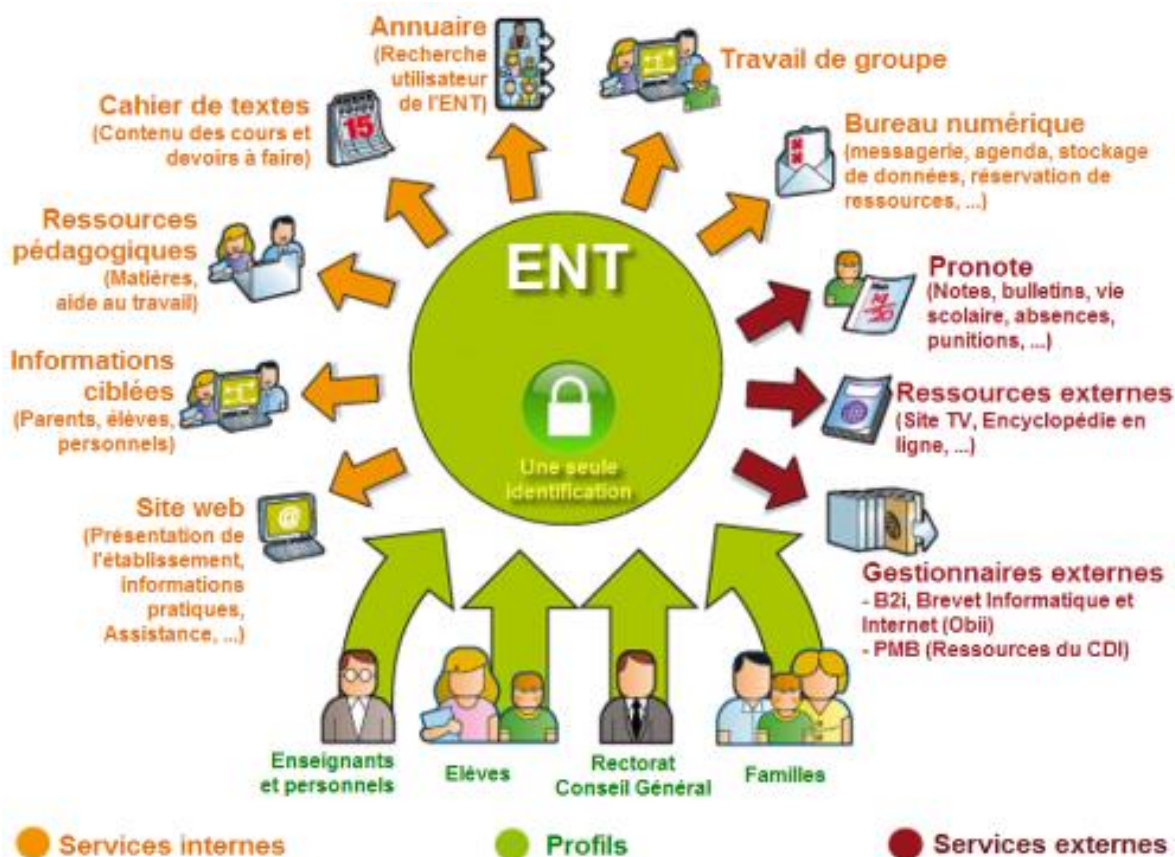 Annuaire
(Recherche
utilisateur
de l'ENT)
Travail de groupe
Cahier de textes
(Contenu des cours et
devoirs à faire)
15
Bureau numérique
(messagerie, agenda, stockage
de données, réservation de
ressources, ...)
Ressources
pédagogiques
(Matières,
aide au travail)
ENT
Pronote
(Notes, bulletins, vie
scolaire, absences,
punitions, ...)
Informations
ciblées
(Parents, élèves,
personnels)
Ressources externes
(Site TV, Encyclopédie en
ligne, ...)
@
Une seule
identification
Site web
(Présentation de
l'établissement,
informations
pratiques,
Assistance, ...)
@
Gestionnaires externes
- B2i, Brevet Informatique et
Internet (Obii)
- PMB (Ressources du CDI)
Enseignants
et personnels
Elèves
Rectorat
Conseil Général
Familles
Services internes
Profils
Services externes